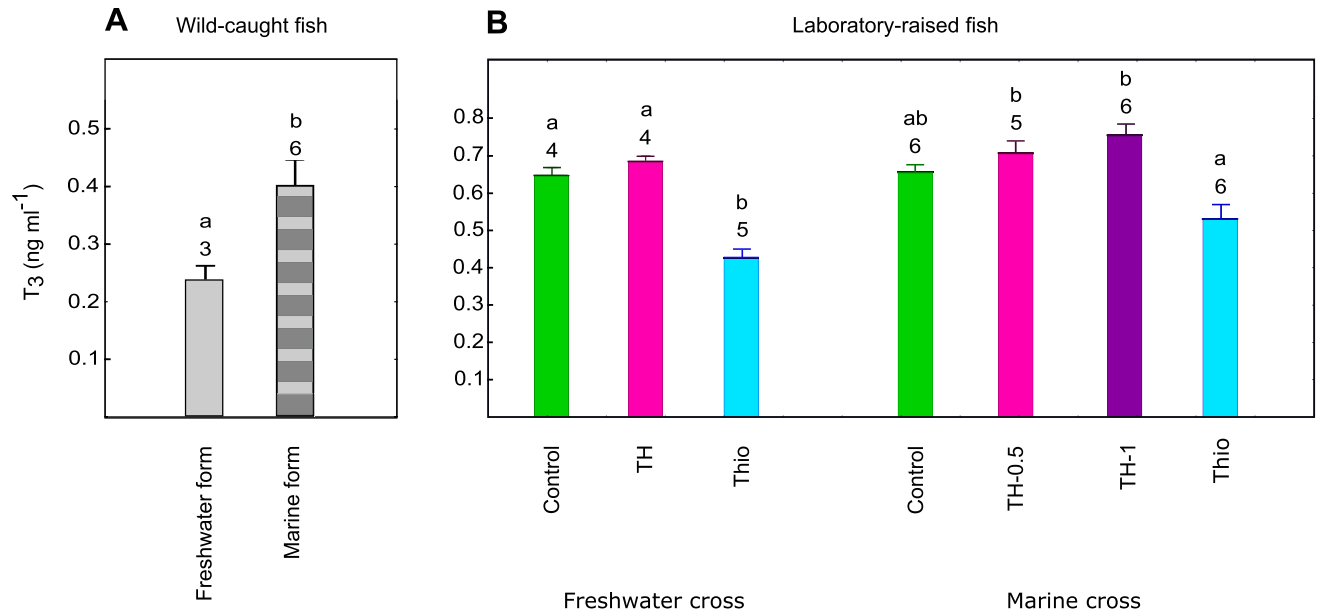 A
Wild-caught fish
B
Laboratory-raised fish
T3 (ng ml-1)
0.5
0.4
0.3
0.2
0.1
a
3
b
6
Freshwater form
Marine form
0.8
0.7
0.6
0.5
0.4
0.3
0.2
0.1
a
4
a
4
b
5
ab
6
b
5
b
6
a
6
Control
TH
Thio
Control
TH-0.5
TH-1
Thio
Freshwater cross
Marine cross